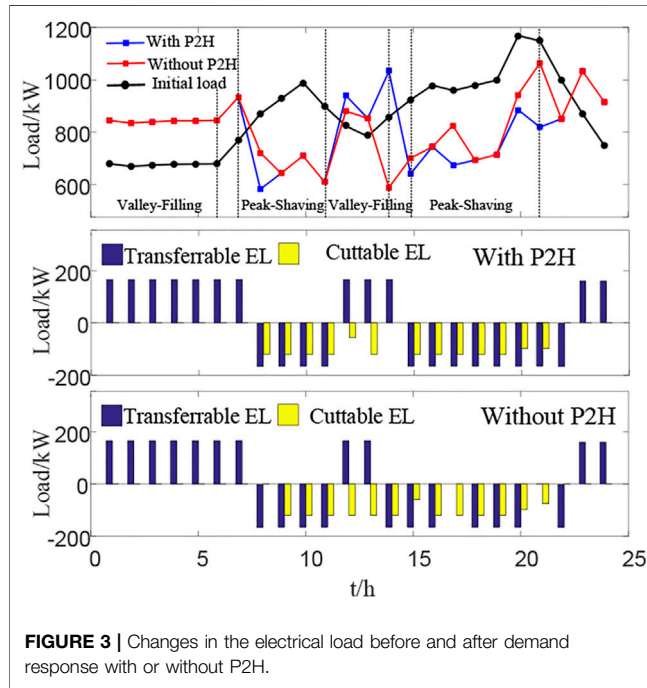 1200
1000
800
600
Load/kW
With P2H
Without P2H
Initial load
Valley-Filling Peak-Shaving Valley-Filling Peak-Shaving
200
0
-200
Load/kW
Transferrable EL Cuttable EL With P2H
200
0
-200
Load/kW
Transferrable EL Cuttable EL Without P2H
0 5 10 15 20 25
t/h
FIGURE 3 | Changes in the electrical load before and after demand
response with or without P2H.